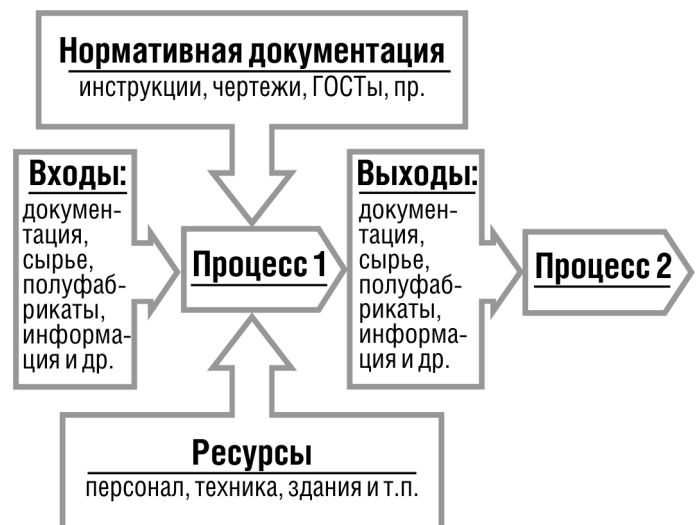 Нормативная документация
инструкции, чертежи, ГОСТы, пр.
Входы:
докумен-
тация,
сырье,
полуфаб-
рикаты,
информа-
ция и др.
Процесс 1
Выходы:
докумен-
тация,
сырье,
полуфаб-
рикаты,
информа-
ция и др.
Процесс 2
Ресурсы
персонал, техника, здания и т.п.